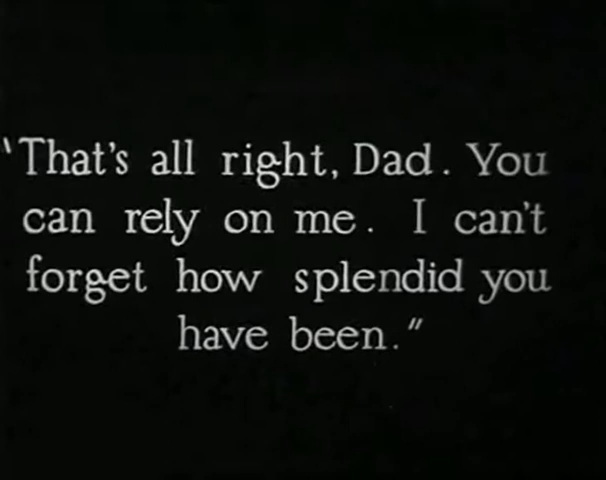 'That's all right, Dad. You
can rely on me. I can't
forget how splendid you
have been."